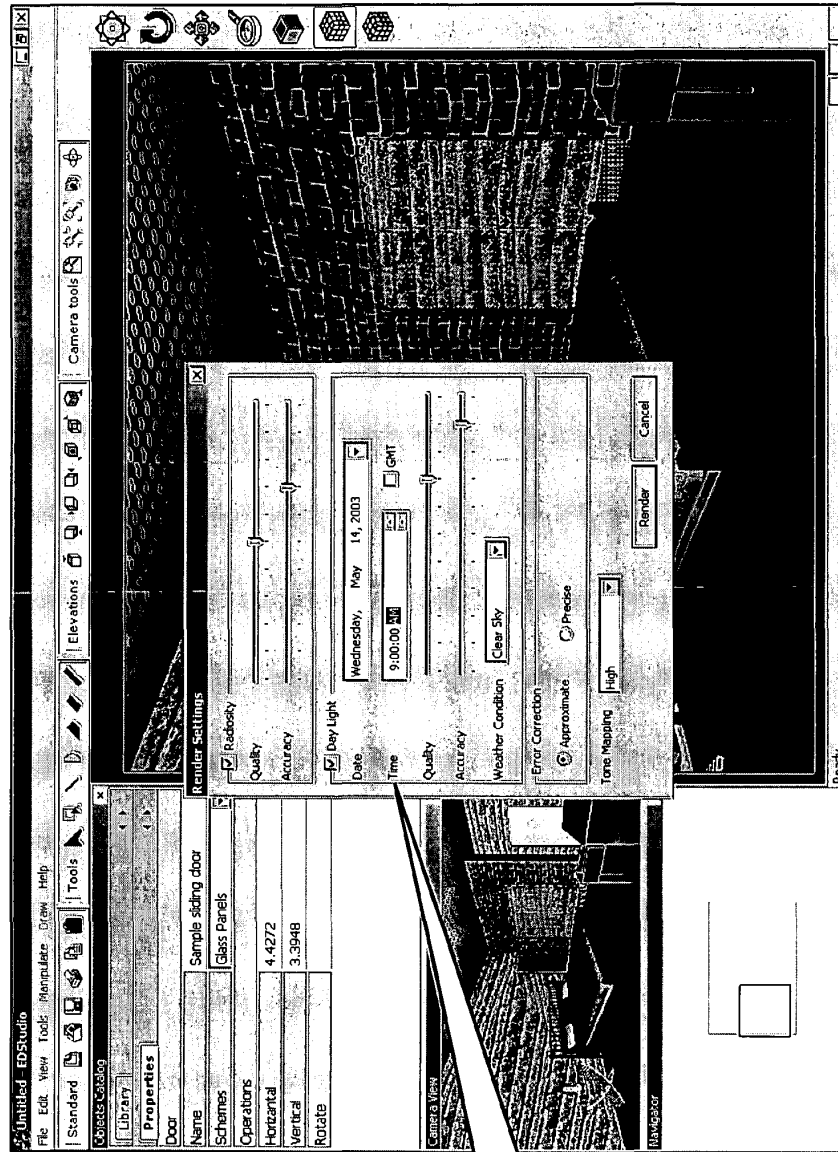 Untitled - EDStudio
File Edit View Tools Manipulate Draw Help
Standard Tools Elevations Camera tools
Objects Catalog
Library
Properties
Door
Name Sample sliding door
Schemes Glass Panels
Operations
Horizantal 4.4272
Vertical 3.3948
Rotate
Camera View
Navigator
Render Settings
Radiosity
Quality
Accuracy
Day Light
Date Wednesday, May 14, 2003
Time 9:00:00 AM GMT
Quality
Accuracy
Weather Condition Clear Sky
Error Correction
Approximate Precise
Tone Mapping High
Render Cancel
Ready